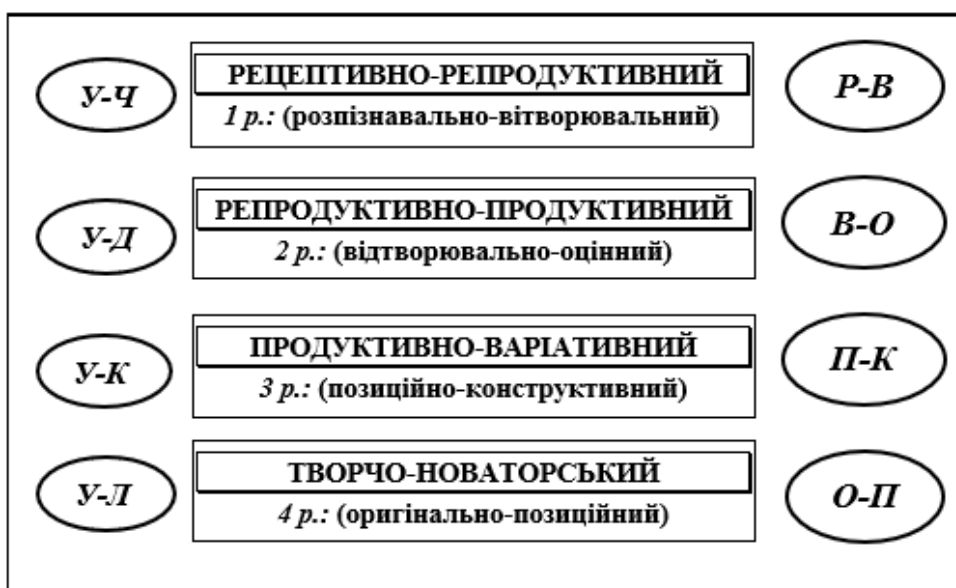 У-Ч
РЕЦЕПТИВНО-РЕПРОДУКТИВНИЙ
1 р.: (розпізнавально-вітворювальний)
Р-В
У-Д
РЕПРОДУКТИВНО-ПРОДУКТИВНИЙ
2 р.: (відтворювально-оцінний)
В-О
У-К
ПРОДУКТИВНО-ВАРІАТИВНИЙ
3 р.: (позиційно-конструктивний)
П-К
У-Л
ТВОРЧО-НОВАТОРСЬКИЙ
4 р.: (оригінально-позиційний)
О-П